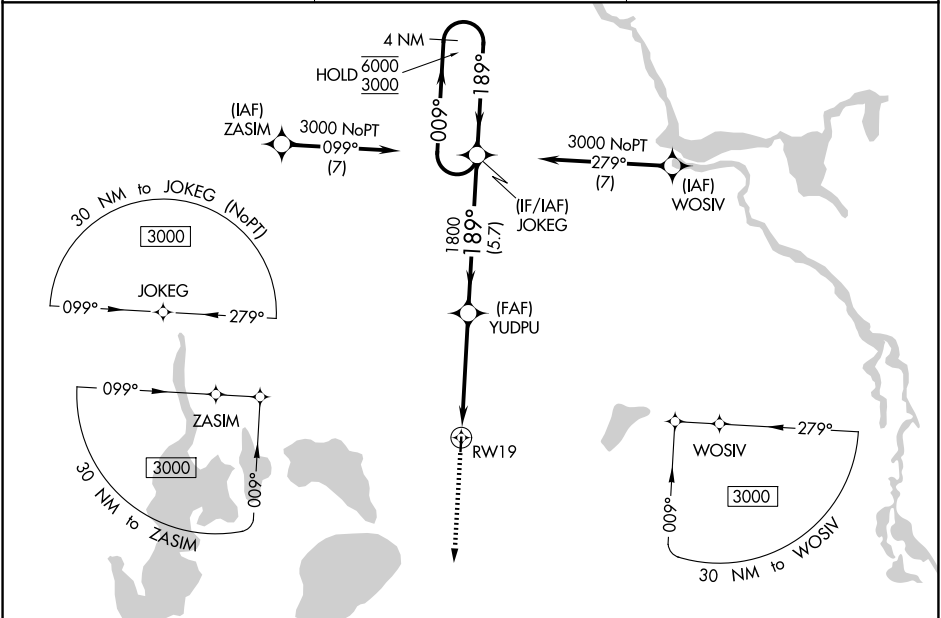 4 NM
HOLD 6000
3000
189°
009°
(IAF)
ZASIM
3000 NoPT
099°
(7)
3000 NoPT
279°
(7)
(IAF)
WOSIV
(IF/IAF)
JOKEG
1800
189°
(5.7)
(FAF)
YUDPU
RW19
30 NM to JOKEG (NoPT)
3000
JOKEG
099°
279°
099°
ZASIM
3000
009°
30 NM to ZASIM
WOSIV
279°
009°
3000
30 NM to WOSIV